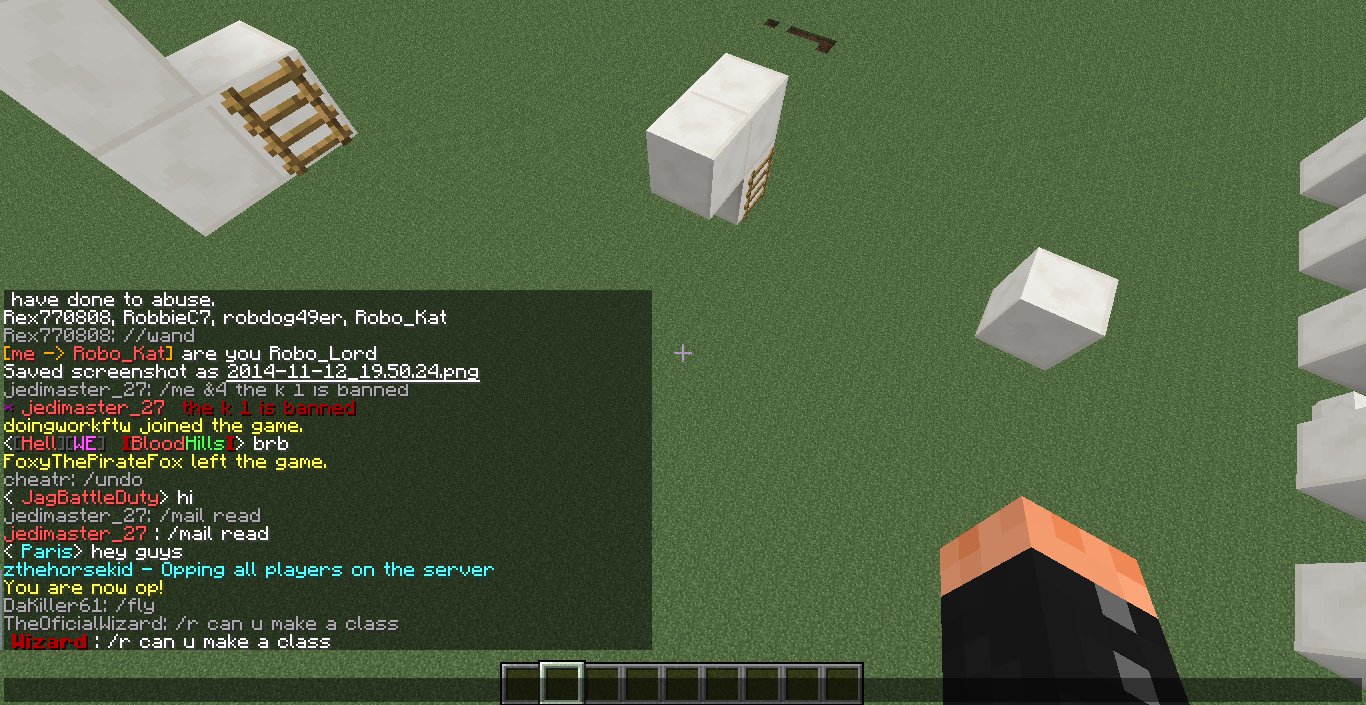 have done to abuse.
Rex770808, RobbieC7, robdog49er, Robo_Kat
Rex770808: //wand
[me -> Robo_Kat] are you Robo_Lord
Saved screenshot as 2014-11-12_19.50.24.png
jedimaster_27: /me &4 the k l is banned
* jedimaster_27 the k l is banned
doingworkftw joined the game.
<[Hell][WE] [BloodHills]> brb
FoxyThePirateFox left the game.
cheatr: /undo
< JagBattleDuty> hi
jedimaster_27: /mail read
jedimaster_27 : /mail read
< Paris> hey guys
zthehorsekid - Opping all players on the server
You are now op!
DaKiller61: /fly
TheOficialWizard: /r can u make a class
Wizard : /r can u make a class